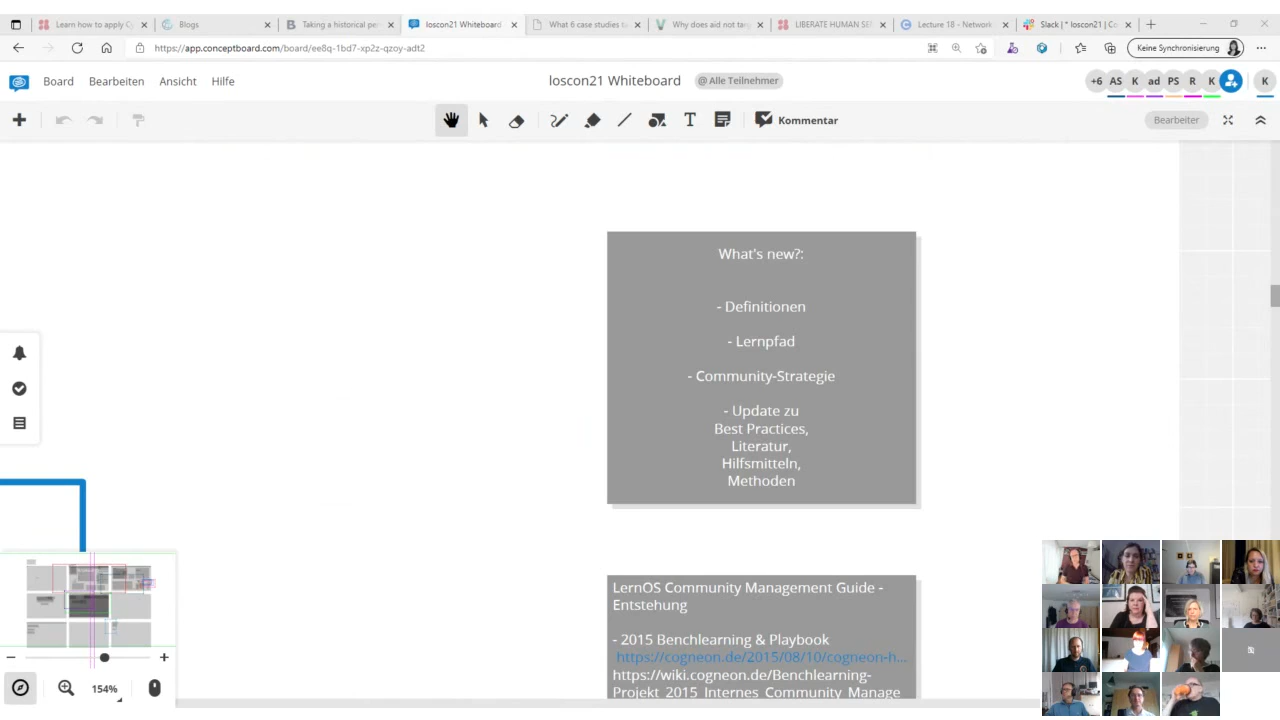 Learn how to apply Cy
Blogs
Taking a historical per
loscon21 Whiteboard
What 6 case studies t
Why does aid not targ
LIBERATE HUMAN SE
Lecture 18 - Network
Slack | * loscon21 | Co
https://app.conceptboard.com/board/ee8q-1bd7-xp2z-qzoy-adt2
Keine Synchronisierung
Board
Bearbeiten
Ansicht
Hilfe
loscon21 Whiteboard
@ Alle Teilnehmer
+6 AS K ad PS R K
K
T
Kommentar
Bearbeiter
What's new?:
- Definitionen
- Lernpfad
- Community-Strategie
- Update zu
Best Practices,
Literatur,
Hilfsmitteln,
Methoden
LernOS Community Management Guide -
Entstehung
- 2015 Benchlearning & Playbook
https://cogneon.de/2015/08/10/cogneon-h...
https://wiki.cogneon.de/Benchlearning-
Projekt_2015_Internes_Community_Manage
154%